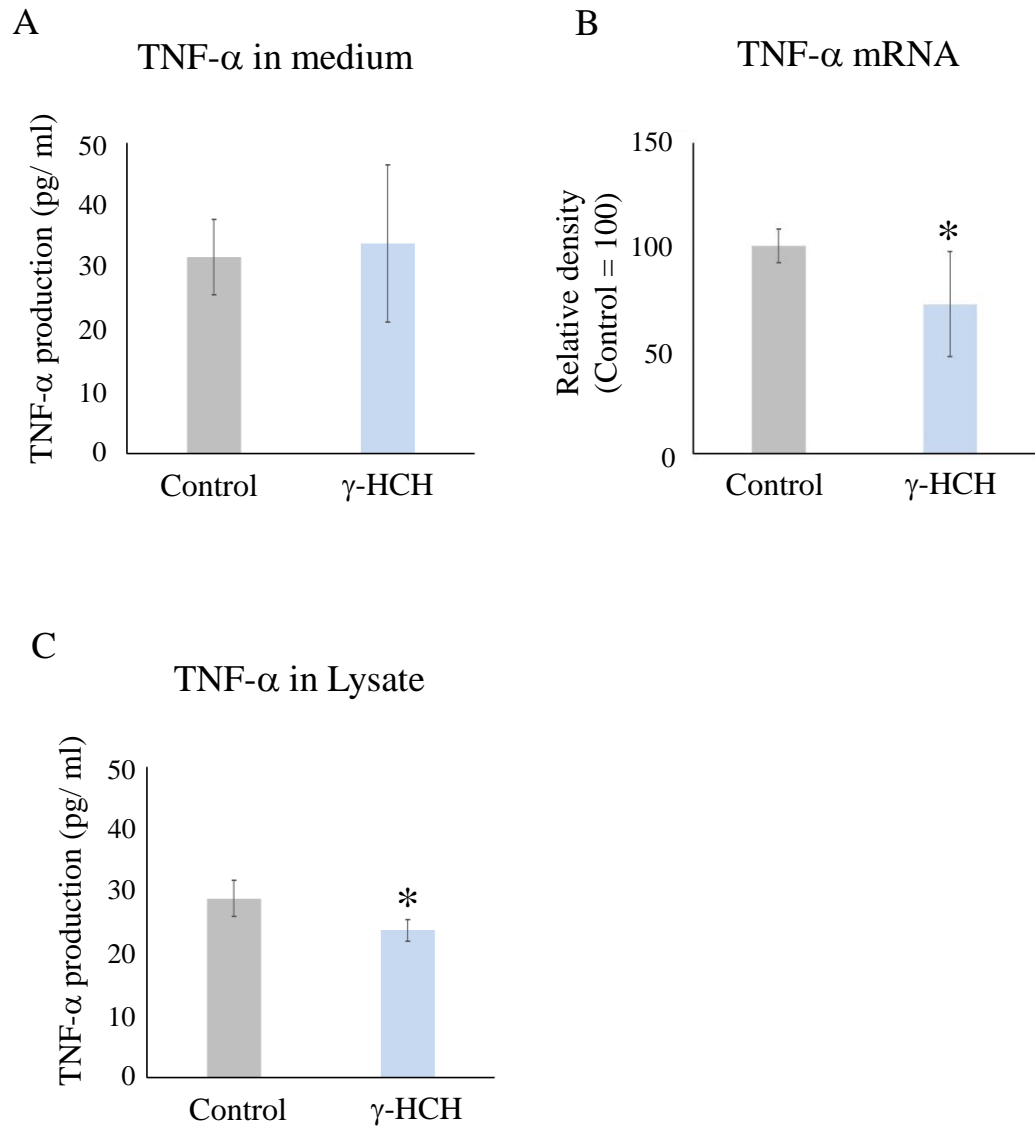 A
TNF-α in medium
TNF-α production (pg/ ml)
50
40
30
20
10
0
Control
γ-HCH
B
TNF-α mRNA
Relative density
(Control = 100)
150
100
50
0
*
Control
γ-HCH
C
TNF-α in Lysate
TNF-α production (pg/ ml)
50
40
30
20
10
0
*
Control
γ-HCH